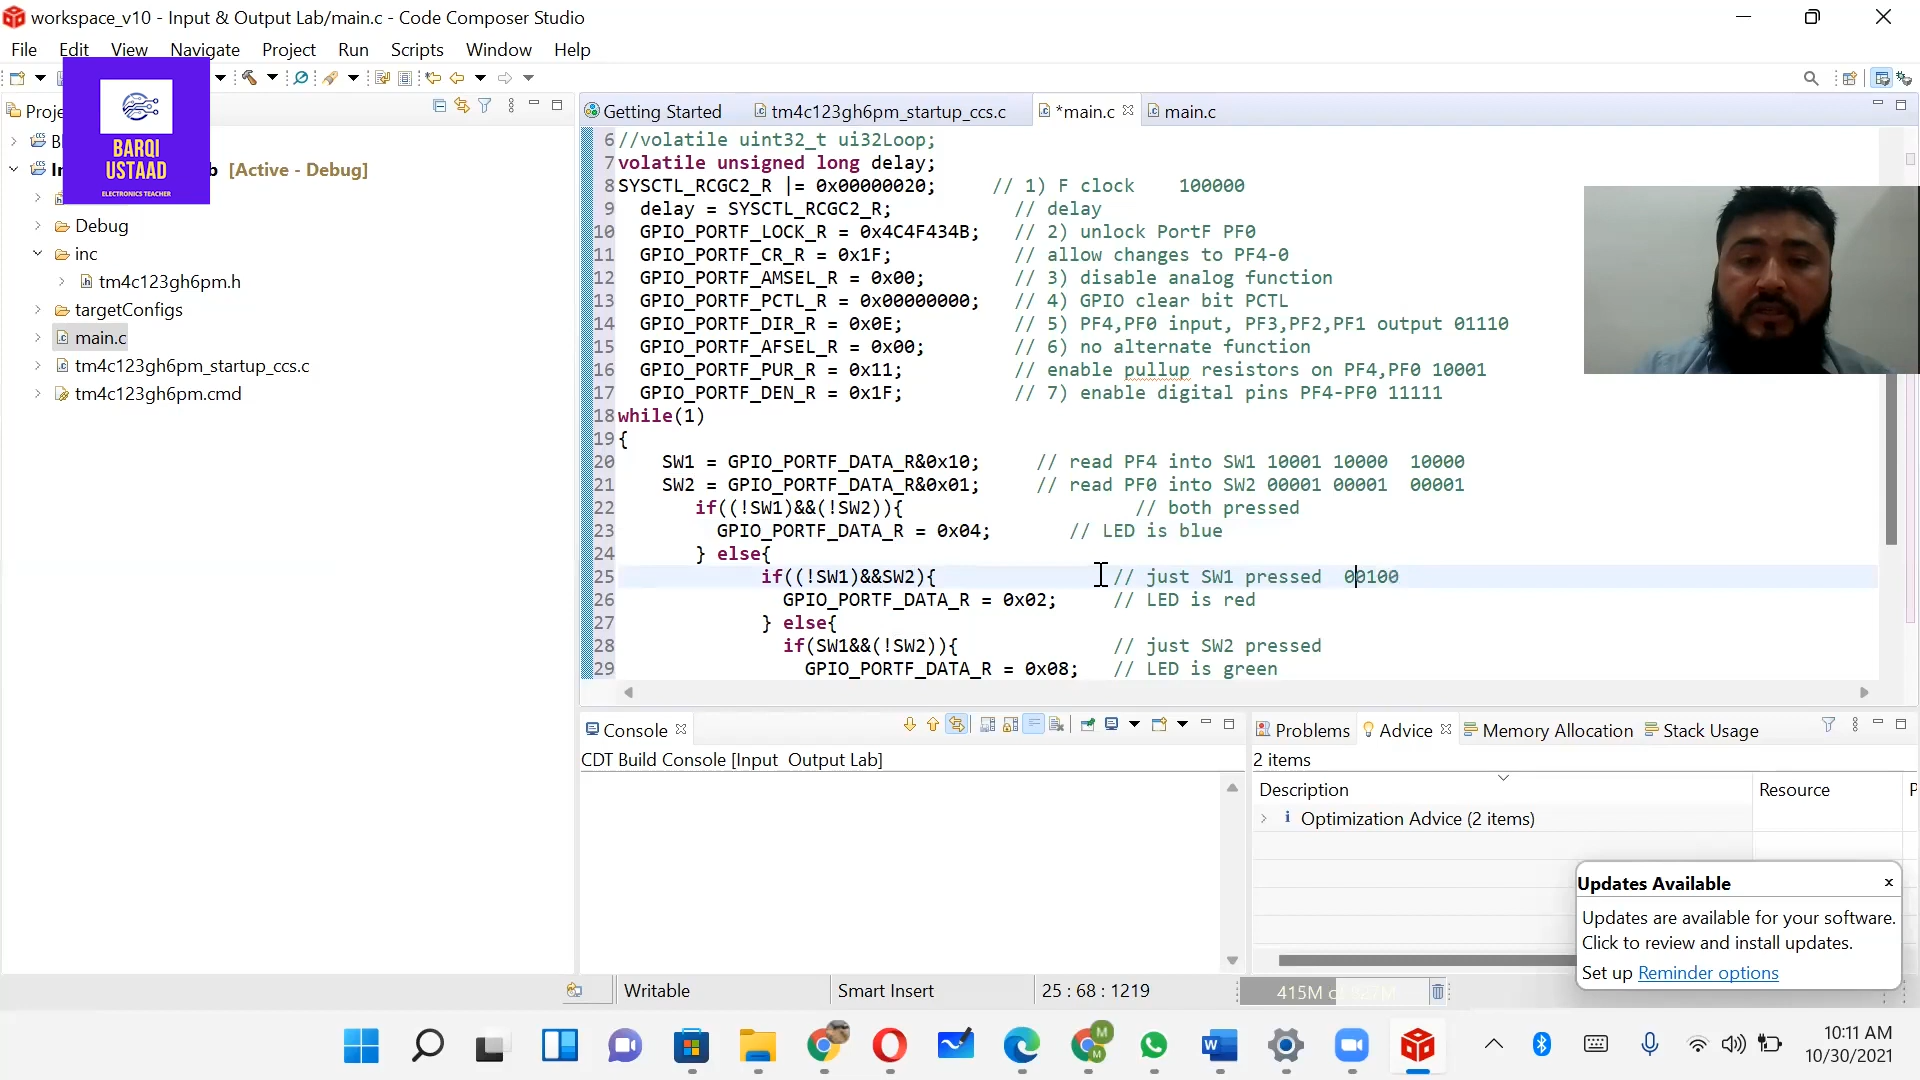 workspace_v10 - Input & Output Lab/main.c - Code Composer Studio
File Edit View Navigate Project Run Scripts Window Help
BARQI
USTAAD
ELECTRONICS TEACHER
[Active - Debug]
Debug
inc
tm4c123gh6pm.h
targetConfigs
main.c
tm4c123gh6pm_startup_ccs.c
tm4c123gh6pm.cmd
Getting Started tm4c123gh6pm_startup_ccs.c *main.c main.c
6 //volatile uint32_t ui32Loop;
7 volatile unsigned long delay;
8 SYSCTL_RCGC2_R |= 0x00000020; // 1) F clock 100000
9 delay = SYSCTL_RCGC2_R; // delay
10 GPIO_PORTF_LOCK_R = 0x4C4F434B; // 2) unlock PortF PF0
11 GPIO_PORTF_CR_R = 0x1F; // allow changes to PF4-0
12 GPIO_PORTF_AMSEL_R = 0x00; // 3) disable analog function
13 GPIO_PORTF_PCTL_R = 0x00000000; // 4) GPIO clear bit PCTL
14 GPIO_PORTF_DIR_R = 0x0E; // 5) PF4,PF0 input, PF3,PF2,PF1 output 01110
15 GPIO_PORTF_AFSEL_R = 0x00; // 6) no alternate function
16 GPIO_PORTF_PUR_R = 0x11; // enable pullup resistors on PF4,PF0 10001
17 GPIO_PORTF_DEN_R = 0x1F; // 7) enable digital pins PF4-PF0 11111
18 while(1)
19 {
20 SW1 = GPIO_PORTF_DATA_R&0x10; // read PF4 into SW1 10001 10000 10000
21 SW2 = GPIO_PORTF_DATA_R&0x01; // read PF0 into SW2 00001 00001 00001
22 if((!SW1)&&(!SW2)){ // both pressed
23 GPIO_PORTF_DATA_R = 0x04; // LED is blue
24 } else{
25 if((!SW1)&&SW2){ // just SW1 pressed 00100
26 GPIO_PORTF_DATA_R = 0x02; // LED is red
27 } else{
28 if(SW1&&(!SW2)){ // just SW2 pressed
29 GPIO_PORTF_DATA_R = 0x08; // LED is green
Console
CDT Build Console [Input Output Lab]
Problems Advice Memory Allocation Stack Usage
2 items
Description Resource
Optimization Advice (2 items)
Updates Available
Updates are available for your software.
Click to review and install updates.
Set up Reminder options
Writable Smart Insert 25 : 68 : 1219 415M
10:11 AM
10/30/2021